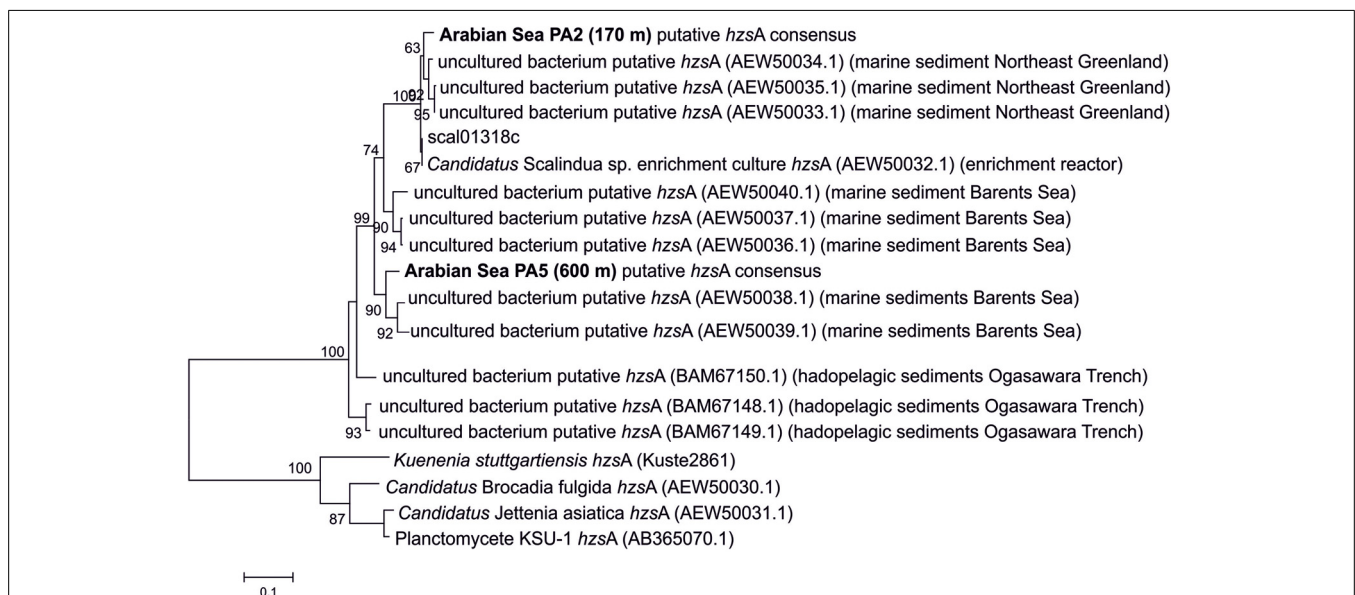 Arabian Sea PA2 (170 m) putative hzsA consensus
63
uncultured bacterium putative hzsA (AEW50034.1) (marine sediment Northeast Greenland)
uncultured bacterium putative hzsA (AEW50035.1) (marine sediment Northeast Greenland)
100
92
uncultured bacterium putative hzsA (AEW50033.1) (marine sediment Northeast Greenland)
95
scal01318c
74
Candidatus Scalindua sp. enrichment culture hzsA (AEW50032.1) (enrichment reactor)
67
uncultured bacterium putative hzsA (AEW50040.1) (marine sediment Barents Sea)
99
uncultured bacterium putative hzsA (AEW50037.1) (marine sediment Barents Sea)
90
94
uncultured bacterium putative hzsA (AEW50036.1) (marine sediment Barents Sea)
Arabian Sea PA5 (600 m) putative hzsA consensus
uncultured bacterium putative hzsA (AEW50038.1) (marine sediments Barents Sea)
90
92
uncultured bacterium putative hzsA (AEW50039.1) (marine sediments Barents Sea)
100
uncultured bacterium putative hzsA (BAM67150.1) (hadopelagic sediments Ogasawara Trench)
uncultured bacterium putative hzsA (BAM67148.1) (hadopelagic sediments Ogasawara Trench)
93
uncultured bacterium putative hzsA (BAM67149.1) (hadopelagic sediments Ogasawara Trench)
100
Kuenenia stuttgartiensis hzsA (Kuste2861)
Candidatus Brocadia fulgida hzsA (AEW50030.1)
87
Candidatus Jettenia asiatica hzsA (AEW50031.1)
Planctomycete KSU-1 hzsA (AB365070.1)
0.1